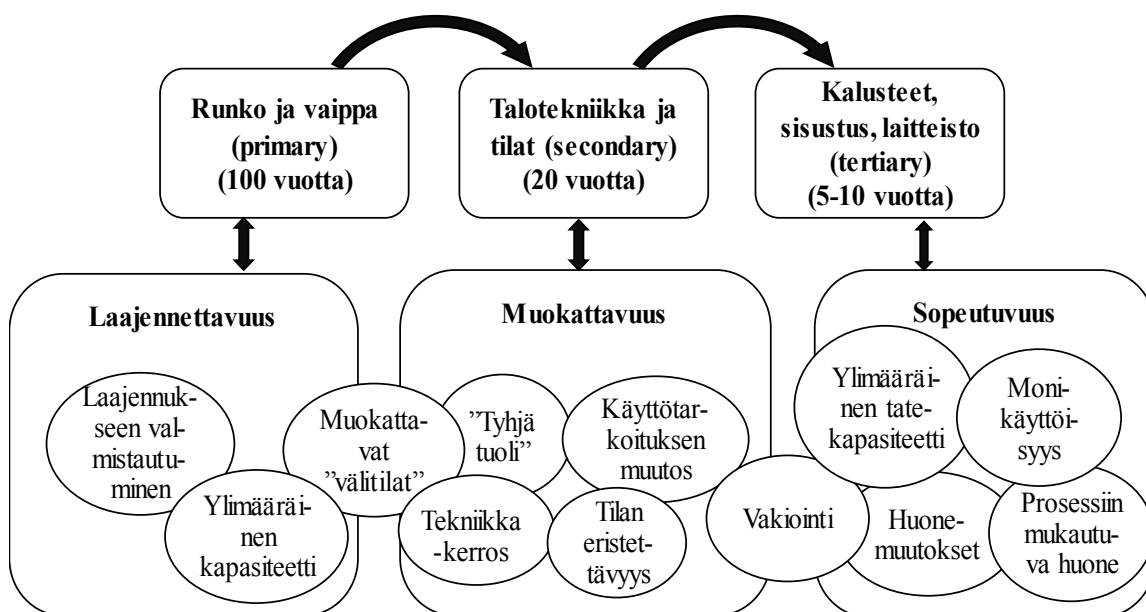 Runko ja vaippa
(primary)
(100 vuotta)
Talotekniikka ja
tilat (secondary)
(20 vuotta)
Kalusteet,
sisustus, laitteisto
(tertiary)
(5-10 vuotta)
Laajennettavuus
Laajennuk-
seen val-
mistautu-
minen
Ylimääräi-
nen
kapasiteetti
Muokatta-
vat
”välitilat”
Muokattavuus
”Tyhjä
tuoli”
Käyttötar-
koituksen
muutos
Tekniikka
-kerros
Tilan
eristet-
tävyys
Vakiointi
Sopeutuvuus
Ylimääräi-
nen tate-
kapasiteetti
Moni-
käyttöi-
syys
Huone-
muutokset
Prosessiin
mukautu-
va huone